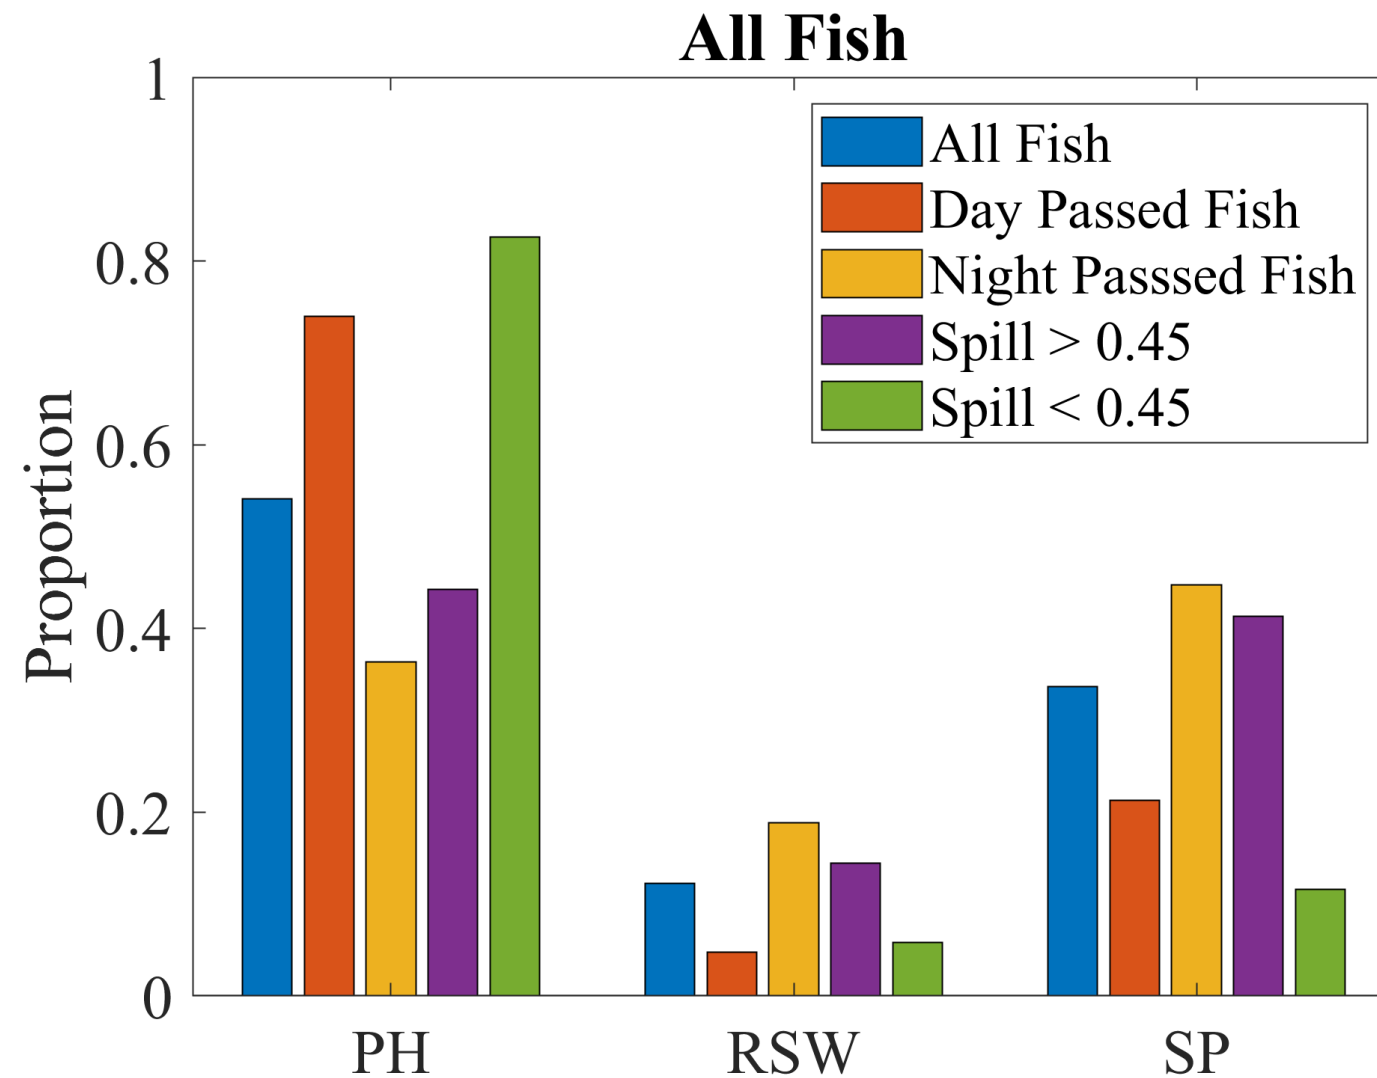 All Fish
1
0.8
0.6
0.4
0.2
0
Proportion
All Fish
Day Passed Fish
Night Passsed Fish
Spill > 0.45
Spill < 0.45
PH
RSW
SP